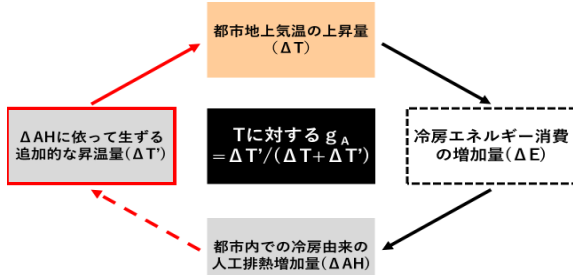 都市地上気温の上昇量
(ΔT)
ΔAHに依って生ずる
追加的な昇温量(ΔT’)
Tに対するgA
=ΔT’/(ΔT+ΔT’)
冷房エネルギー消費
の増加量(ΔE)
都市内での冷房由来の
人工排熱増加量(ΔAH)